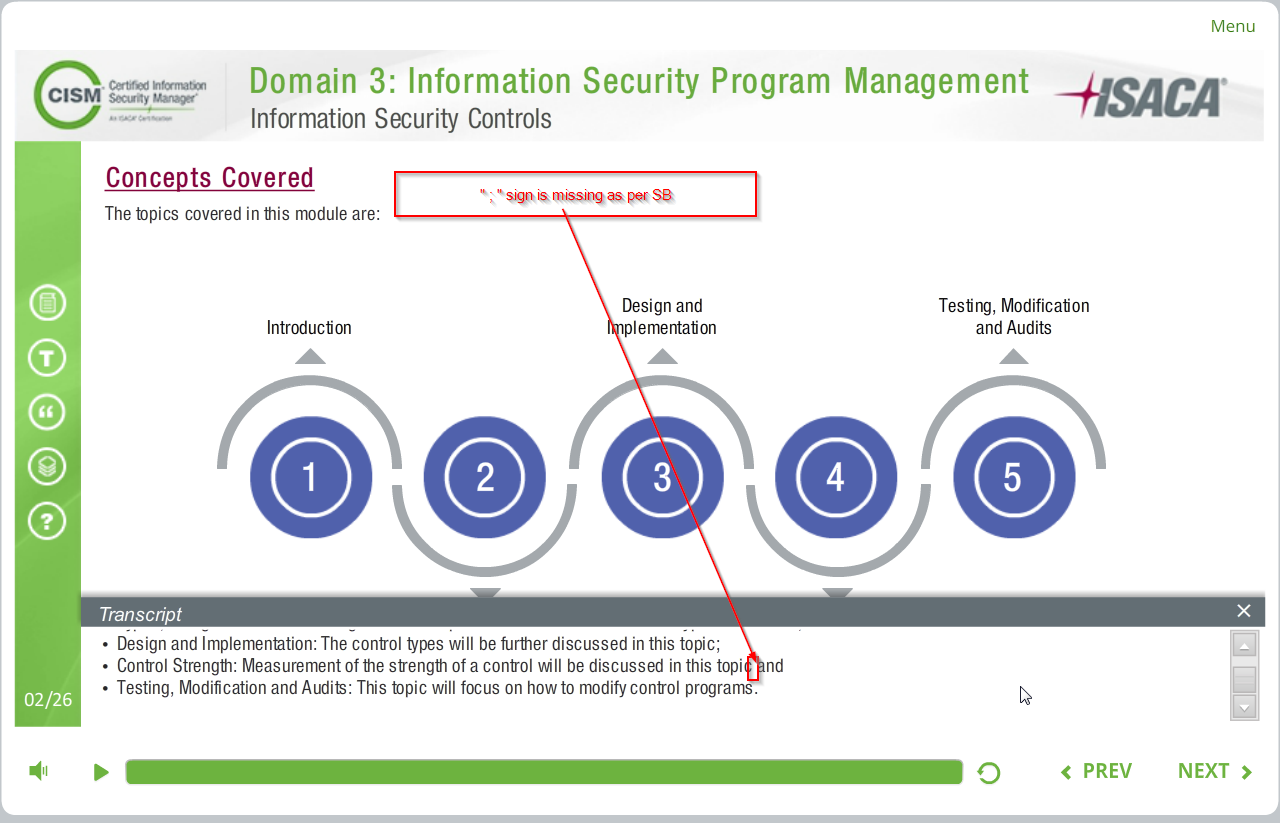 Menu
CISM
Certified Information
Security Manager®
An ISACA® Certification
Domain 3: Information Security Program Management
Information Security Controls
ISACA®
Concepts Covered
The topics covered in this module are:
" ; " sign is missing as per SB
Design and
Implementation
Testing, Modification
and Audits
Introduction
1
2
3
4
5
Transcript
• Design and Implementation: The control types will be further discussed in this topic;
• Control Strength: Measurement of the strength of a control will be discussed in this topic and
• Testing, Modification and Audits: This topic will focus on how to modify control programs.
02/26
PREV
NEXT